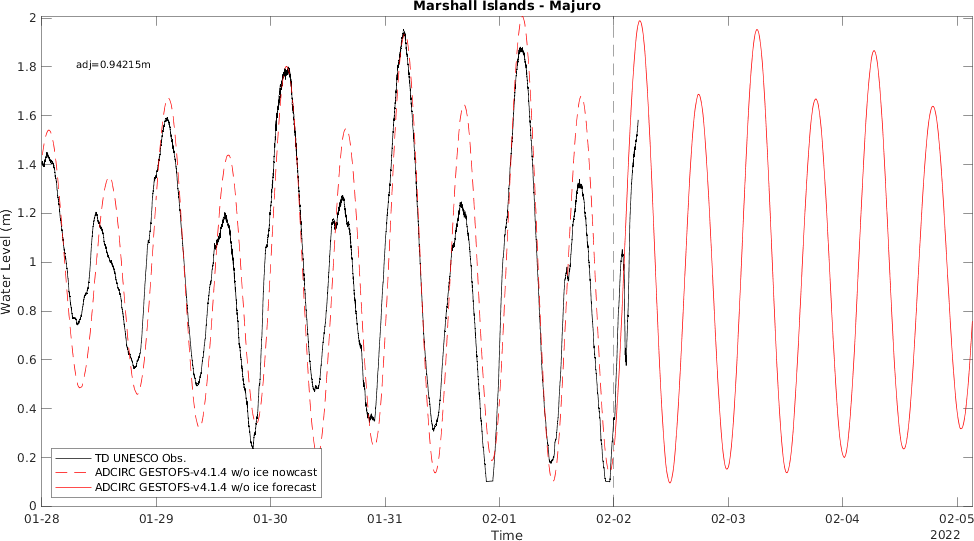 Marshall Islands - Majuro
adj=0.94215m
Water Level (m)
2
1.8
1.6
1.4
1.2
1
0.8
0.6
0.4
0.2
0
TD UNESCO Obs.
ADCIRC GESTOFS-v4.1.4 w/o ice nowcast
ADCIRC GESTOFS-v4.1.4 w/o ice forecast
01-28 01-29 01-30 01-31 02-01 02-02 02-03 02-04 02-05
Time 2022